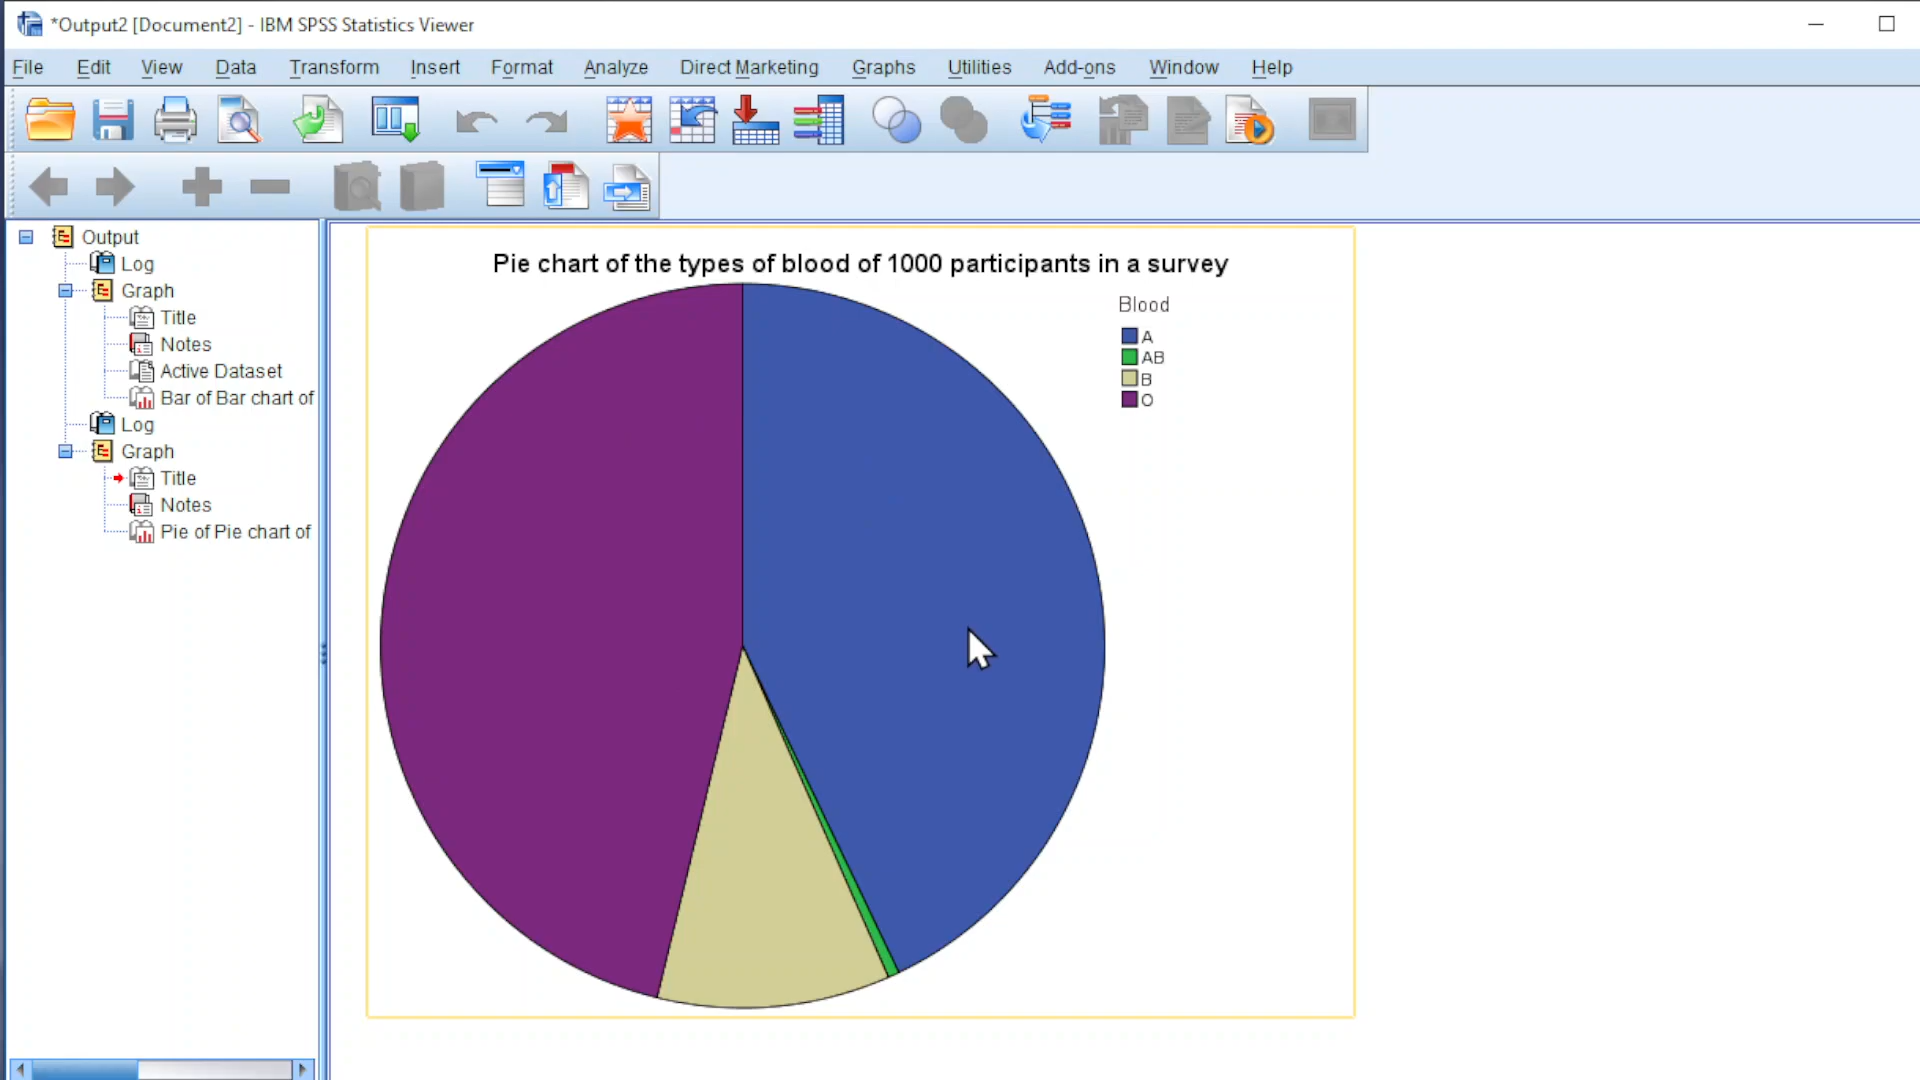 *Output2 [Document2] - IBM SPSS Statistics Viewer
File Edit View Data Transform Insert Format Analyze Direct Marketing Graphs Utilities Add-ons Window Help
Output
Log
Graph
Title
Notes
Active Dataset
Bar of Bar chart of
Log
Graph
Title
Notes
Pie of Pie chart of
Pie chart of the types of blood of 1000 participants in a survey
Blood
A
AB
B
O